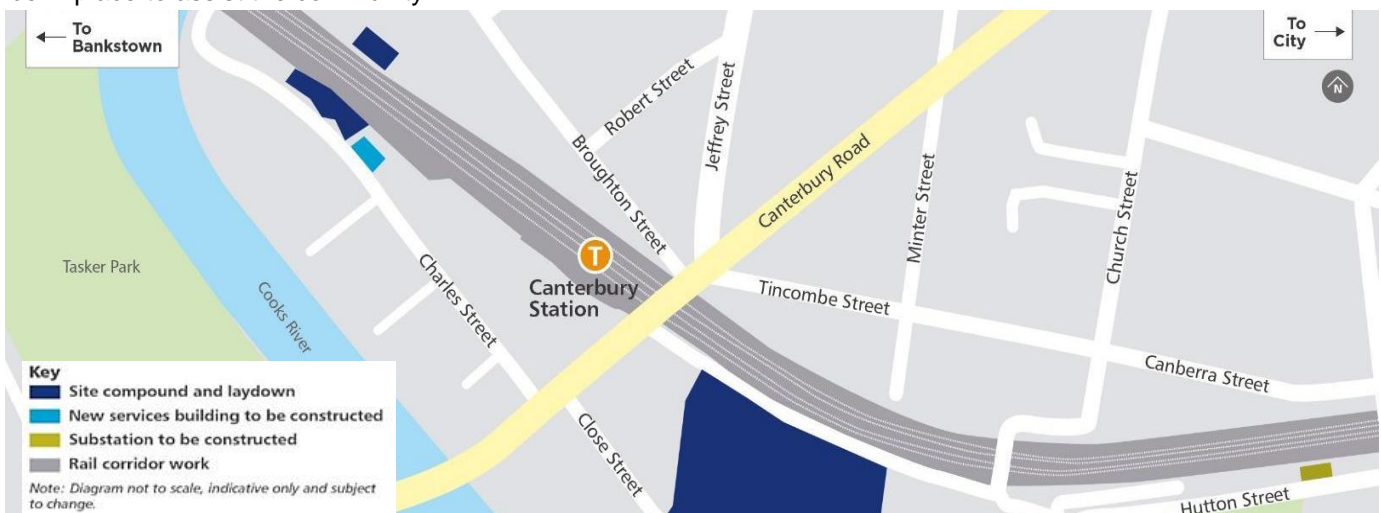 To
Bankstown
To
City
N
Robert Street
Jeffrey Street
Broughton Street
Canterbury Road
Minter Street
Church Street
Tasker Park
Cooks River
T
Canterbury
Station
Charles Street
Tincombe Street
Canberra Street
Close Street
Hutton Street
Key
Site compound and laydown
New services building to be constructed
Substation to be constructed
Rail corridor work
Note: Diagram not to scale, indicative only and subject
to change.